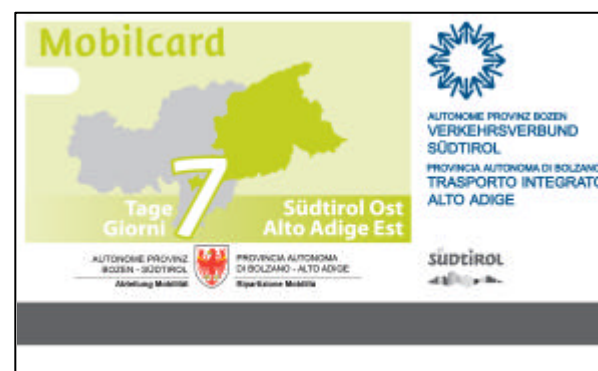 Mobilcard
7
Tage
Giorni
Südtirol Ost
Alto Adige Est
AUTONOME PROVINZ
BOZEN - SÜDTIROL
Abteilung Mobilität
PROVINCIA AUTONOMA
DI BOLZANO - ALTO ADIGE
Ripartizione Mobilità
AUTONOME PROVINZ BOZEN
VERKEHRSVERBUND
SÜDTIROL
PROVINCIA AUTONOMA DI BOLZANO
TRASPORTO INTEGRATO
ALTO ADIGE
SÜDTIROL